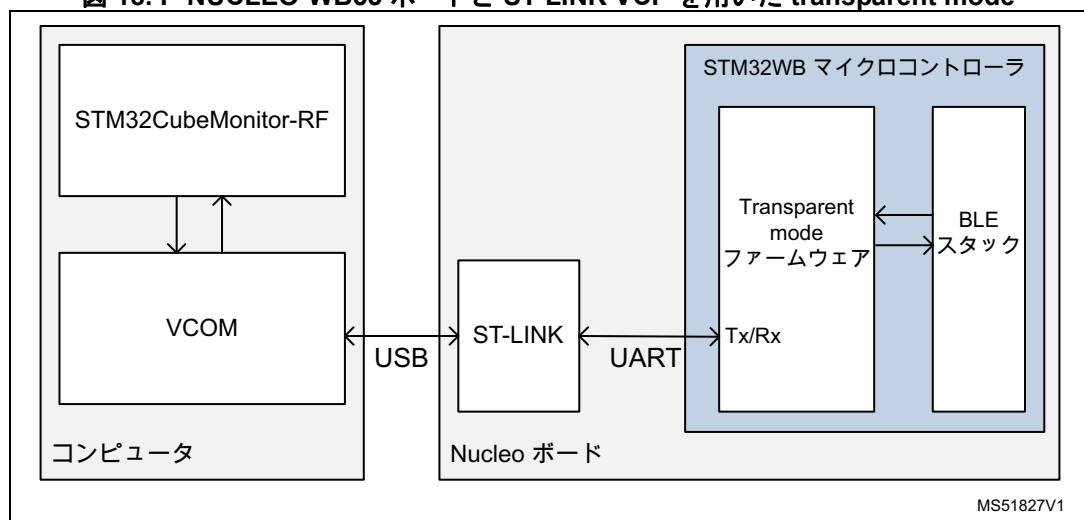 STM32CubeMonitor-RF
VCOM
コンピュータ
USB
ST-LINK
UART
Nucleo ボード
STM32WB マイクロコントローラ
Transparent
mode
ファームウェア
Tx/Rx
BLE
スタック
MS51827V1